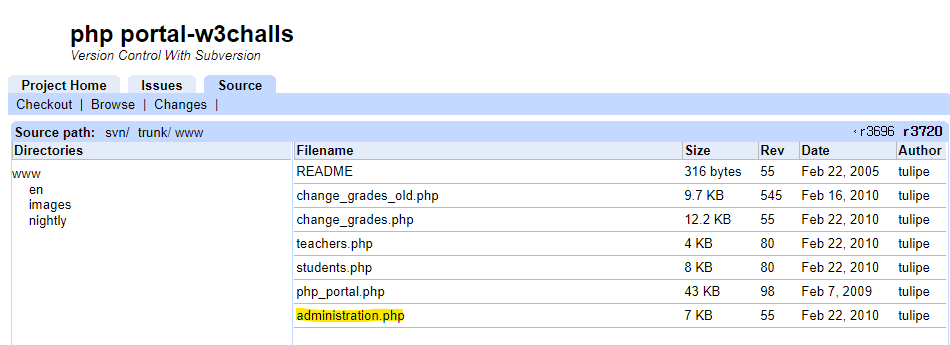 php portal-w3challs
Version Control With Subversion
Project Home Issues Source
Checkout | Browse | Changes |
Source path: svn/ trunk/ www ‹ r3696 r3720
Directories Filename Size Rev Date Author
www README 316 bytes 55 Feb 22, 2005 tulipe
en change_grades_old.php 9.7 KB 545 Feb 16, 2010 tulipe
images
nightly change_grades.php 12.2 KB 55 Feb 22, 2010 tulipe
teachers.php 4 KB 80 Feb 22, 2010 tulipe
students.php 8 KB 80 Feb 22, 2010 tulipe
php_portal.php 43 KB 98 Feb 7, 2009 tulipe
administration.php 7 KB 55 Feb 22, 2010 tulipe